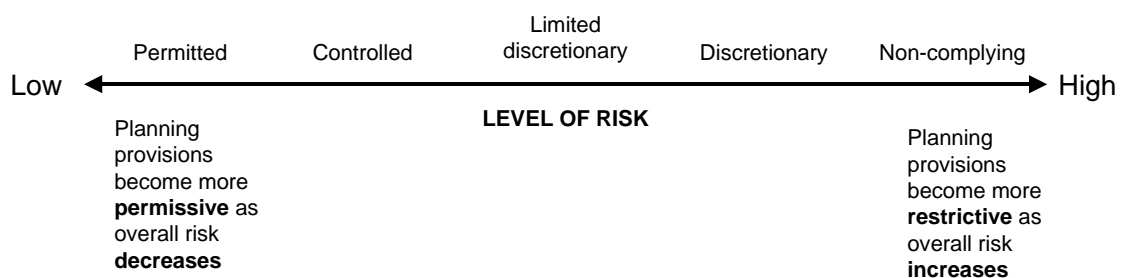 Permitted
Controlled
Limited
discretionary
Discretionary
Non-complying
Low
High
LEVEL OF RISK
Planning
provisions
become more
permissive as
overall risk
decreases
Planning
provisions
become more
restrictive as
overall risk
increases